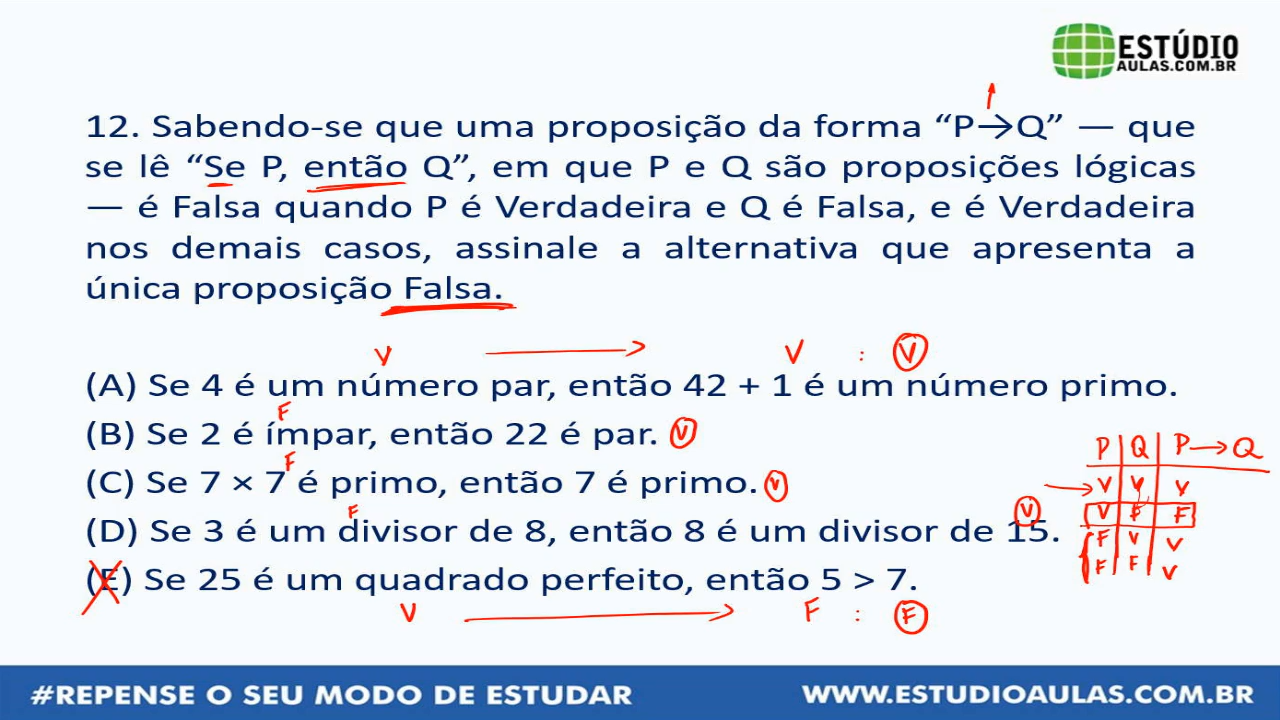 ESTÚDIO
AULAS.COM.BR
12. Sabendo-se que uma proposição da forma “P→Q” — que
se lê “Se P, então Q”, em que P e Q são proposições lógicas
— é Falsa quando P é Verdadeira e Q é Falsa, e é Verdadeira
nos demais casos, assinale a alternativa que apresenta a
única proposição Falsa.
V → V : V
(A) Se 4 é um número par, então 42 + 1 é um número primo.
F
(B) Se 2 é ímpar, então 22 é par. V
F
(C) Se 7 × 7 é primo, então 7 é primo. V
F V
(D) Se 3 é um divisor de 8, então 8 é um divisor de 15.
(E) Se 25 é um quadrado perfeito, então 5 > 7.
V → F : F
P Q P → Q
V V V
V F F
F V V
F F V
#REPENSE O SEU MODO DE ESTUDAR
WWW.ESTUDIOAULAS.COM.BR